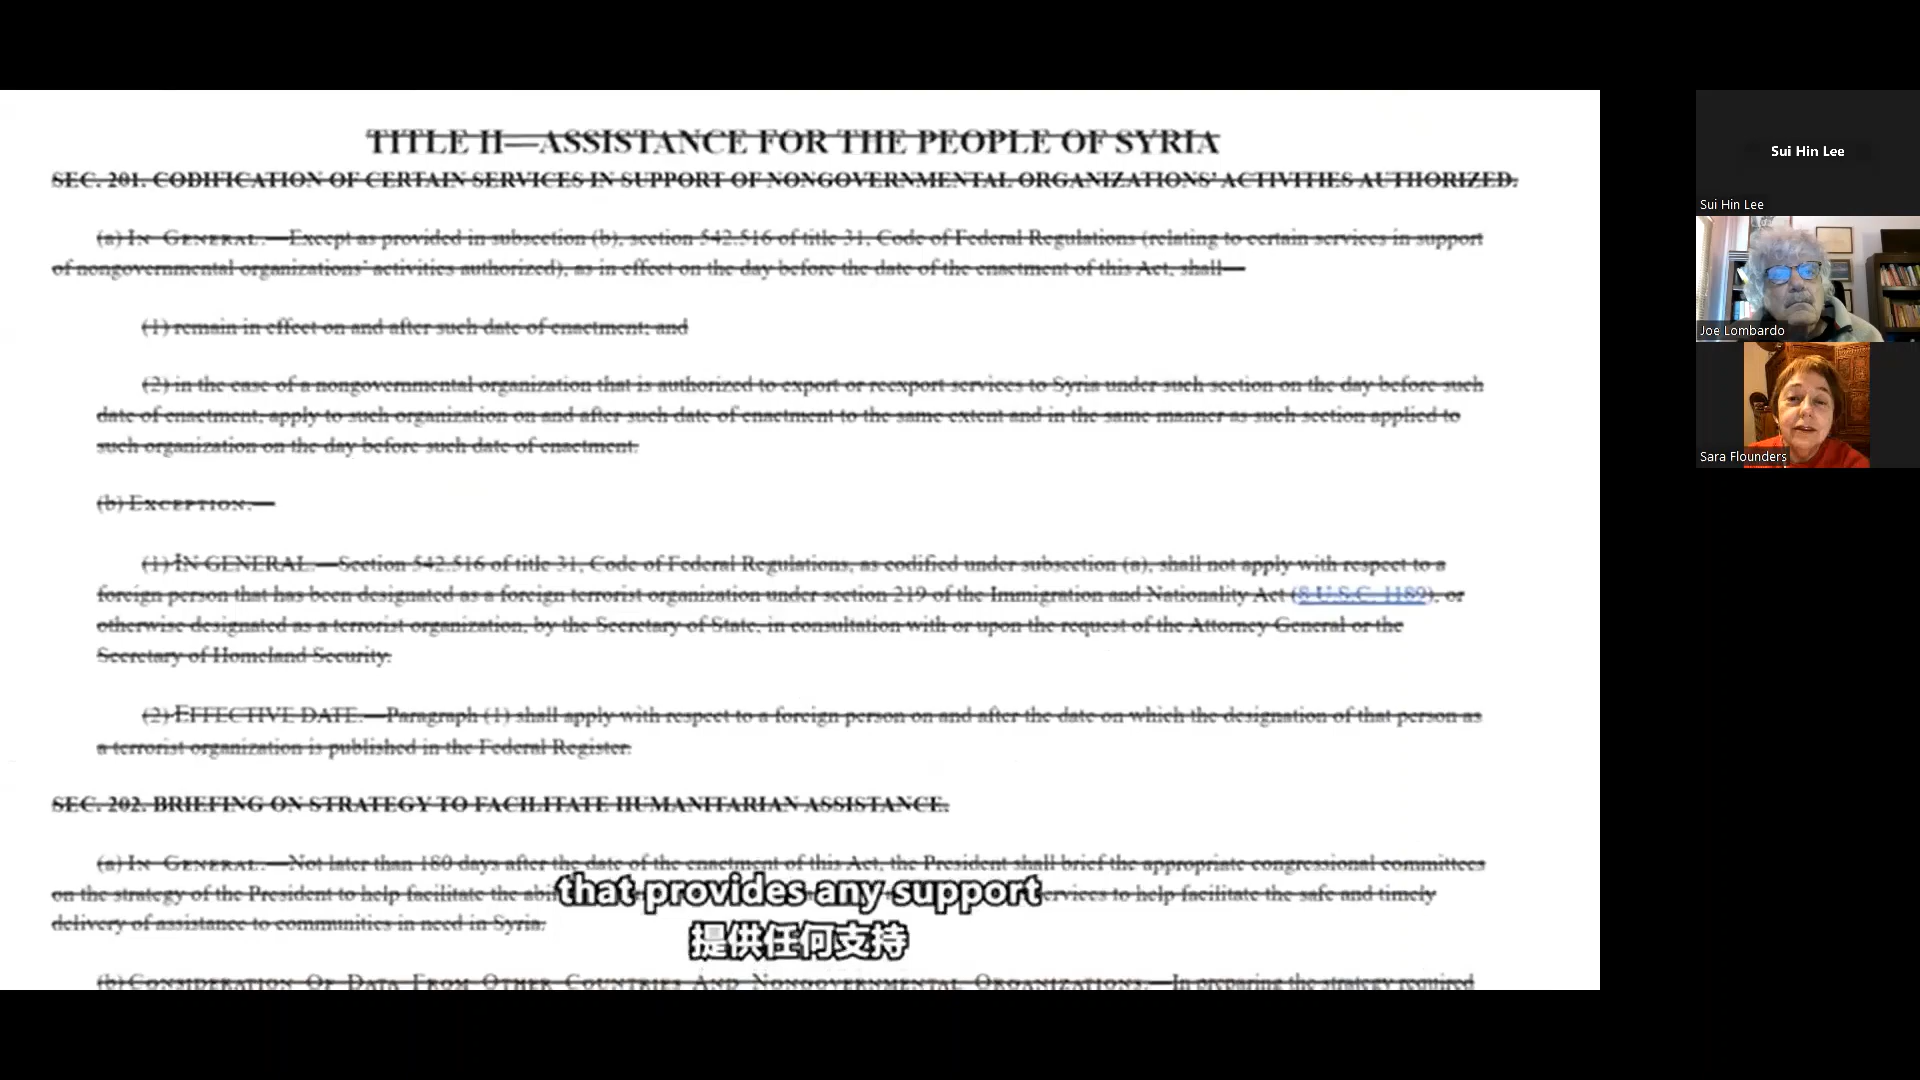 TITLE II—ASSISTANCE FOR THE PEOPLE OF SYRIA
SEC. 201. CODIFICATION OF CERTAIN SERVICES IN SUPPORT OF NONGOVERNMENTAL ORGANIZATIONS' ACTIVITIES AUTHORIZED.
(a) IN GENERAL.—Except as provided in subsection (b), section 542.516 of title 31, Code of Federal Regulations (relating to certain services in support
of nongovernmental organizations' activities authorized), as in effect on the day before the date of the enactment of this Act, shall—
(1) remain in effect on and after such date of enactment; and
(2) in the case of a nongovernmental organization that is authorized to export or reexport services to Syria under such section on the day before such
date of enactment, apply to such organization on and after such date of enactment to the same extent and in the same manner as such section applied to
such organization on the day before such date of enactment.
(b) EXCEPTION.—
(1) IN GENERAL.—Section 542.516 of title 31, Code of Federal Regulations, as codified under subsection (a), shall not apply with respect to a
foreign person that has been designated as a foreign terrorist organization under section 219 of the Immigration and Nationality Act (8 U.S.C. 1189), or
otherwise designated as a terrorist organization, by the Secretary of State, in consultation with or upon the request of the Attorney General or the
Secretary of Homeland Security.
(2) EFFECTIVE DATE.—Paragraph (1) shall apply with respect to a foreign person on and after the date on which the designation of that person as
a terrorist organization is published in the Federal Register.
SEC. 202. BRIEFING ON STRATEGY TO FACILITATE HUMANITARIAN ASSISTANCE.
(a) IN GENERAL.—Not later than 180 days after the date of the enactment of this Act, the President shall brief the appropriate congressional committees
on the strategy of the President to help facilitate the services to help facilitate the safe and timely
delivery of assistance to communities in need in Syria.
(b) CONSIDERATION OF DATA FROM OTHER COUNTRIES AND NONGOVERNMENTAL ORGANIZATIONS.—In preparing the strategy required
that provides any support
提供任何支持
Sui Hin Lee
Sui Hin Lee
Joe Lombardo
Sara Flounders